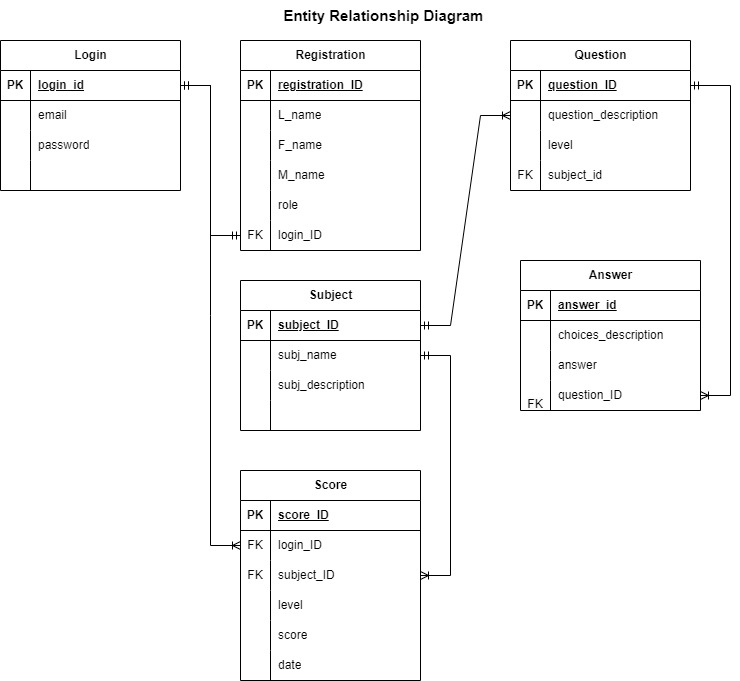 Entity Relationship Diagram
Login
PK login_id
email
password
Registration
PK registration_ID
L_name
F_name
M_name
role
FK login_ID
Question
PK question_ID
question_description
level
FK subject_id
Subject
PK subject_ID
subj_name
subj_description
Answer
PK answer_id
choices_description
answer
FK question_ID
Score
PK score_ID
FK login_ID
FK subject_ID
level
score
date